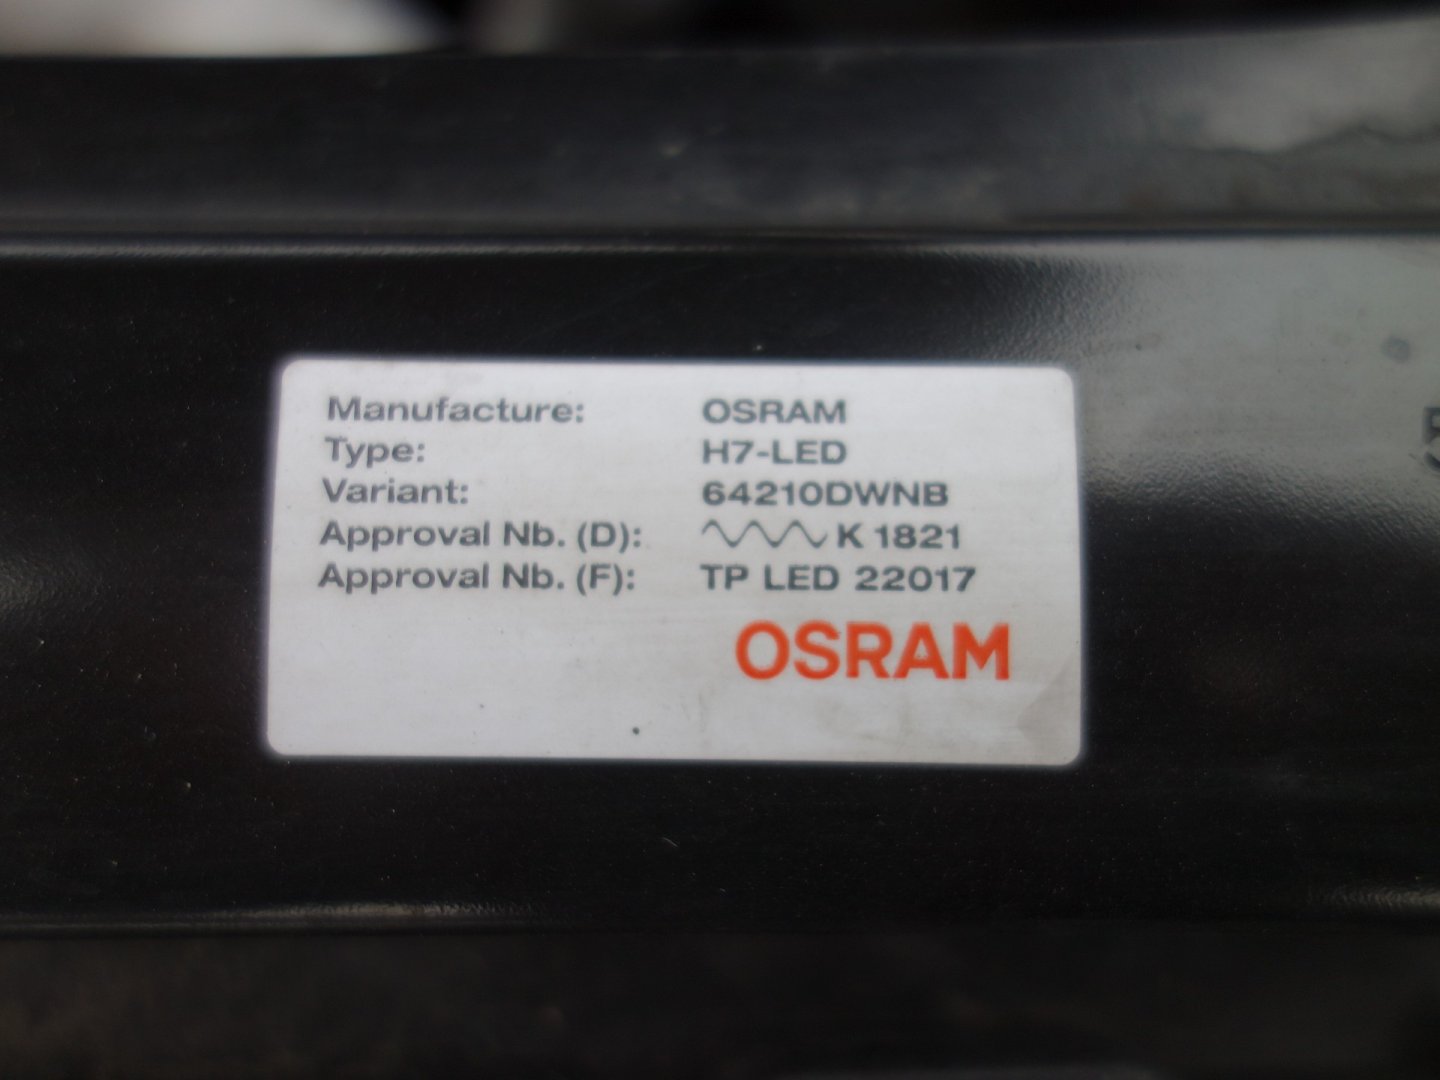 Manufacture: OSRAM
Type: H7-LED
Variant: 64210DWNB
Approval Nb. (D): K 1821
Approval Nb. (F): TP LED 22017
OSRAM